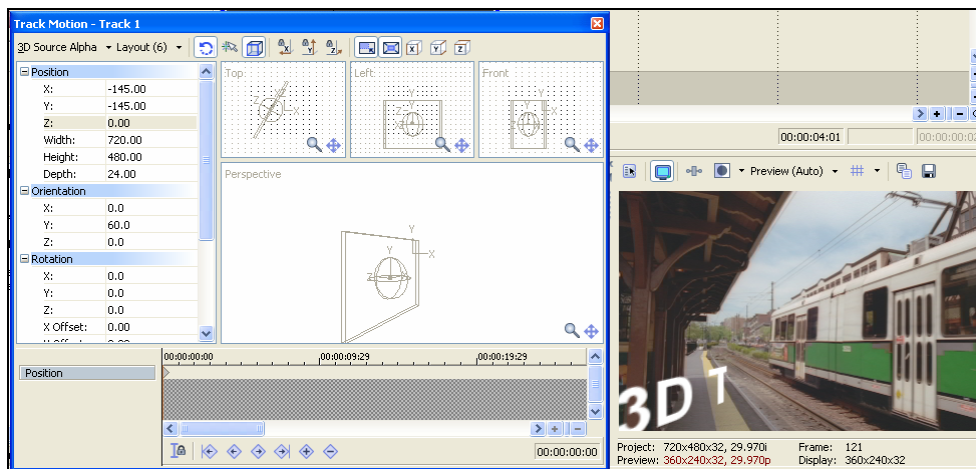 Track Motion - Track 1
3D Source Alpha Layout (6)
Position
X: -145.00
Y: -145.00
Z: 0.00
Width: 720.00
Height: 480.00
Depth: 24.00
Orientation
X: 0.0
Y: 60.0
Z: 0.0
Rotation
X: 0.0
Y: 0.0
Z: 0.0
X Offset: 0.00
Top
Left
Front
Perspective
00:00:00:00 00:00:09:29 00:00:19:29
Position
00:00:00:00
00:00:04:01
Preview (Auto)
3D T
Project: 720x480x32, 29.970i Frame: 121
Preview: 360x240x32, 29.970p Display: 360x240x32